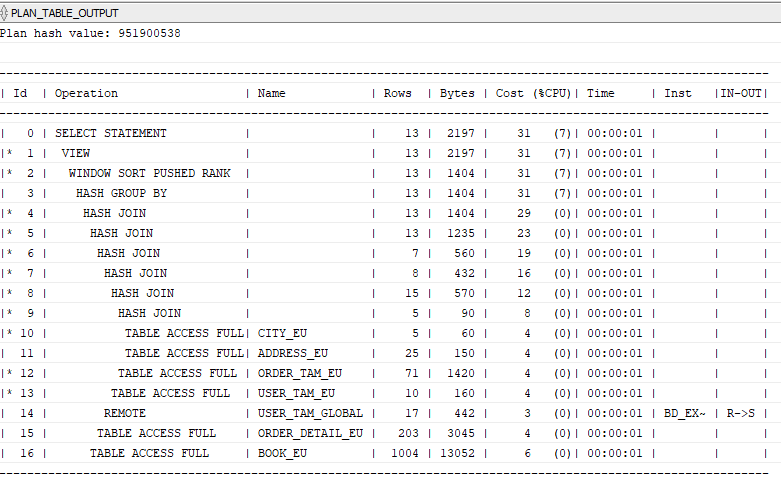 PLAN_TABLE_OUTPUT
Plan hash value: 951900538
--------------------------------------------------------------------------------------------------------------
| Id  | Operation                  | Name            | Rows  | Bytes | Cost (%CPU)| Time     | Inst   |IN-OUT|
--------------------------------------------------------------------------------------------------------------
|   0 | SELECT STATEMENT           |                 |    13 |  2197 |    31   (7)| 00:00:01 |        |      |
|*  1 |  VIEW                      |                 |    13 |  2197 |    31   (7)| 00:00:01 |        |      |
|*  2 |   WINDOW SORT PUSHED RANK  |                 |    13 |  1404 |    31   (7)| 00:00:01 |        |      |
|   3 |    HASH GROUP BY           |                 |    13 |  1404 |    31   (7)| 00:00:01 |        |      |
|*  4 |     HASH JOIN              |                 |    13 |  1404 |    29   (0)| 00:00:01 |        |      |
|*  5 |      HASH JOIN             |                 |    13 |  1235 |    23   (0)| 00:00:01 |        |      |
|*  6 |       HASH JOIN            |                 |     7 |   560 |    19   (0)| 00:00:01 |        |      |
|*  7 |        HASH JOIN           |                 |     8 |   432 |    16   (0)| 00:00:01 |        |      |
|*  8 |         HASH JOIN          |                 |    15 |   570 |    12   (0)| 00:00:01 |        |      |
|*  9 |          HASH JOIN         |                 |     5 |    90 |     8   (0)| 00:00:01 |        |      |
|* 10 |           TABLE ACCESS FULL| CITY_EU         |     5 |    60 |     4   (0)| 00:00:01 |        |      |
|  11 |           TABLE ACCESS FULL| ADDRESS_EU      |    25 |   150 |     4   (0)| 00:00:01 |        |      |
|* 12 |          TABLE ACCESS FULL | ORDER_TAM_EU    |    71 |  1420 |     4   (0)| 00:00:01 |        |      |
|* 13 |         TABLE ACCESS FULL  | USER_TAM_EU     |    10 |   160 |     4   (0)| 00:00:01 |        |      |
|  14 |        REMOTE              | USER_TAM_GLOBAL |    17 |   442 |     3   (0)| 00:00:01 | BD_EX~ | R->S |
|  15 |       TABLE ACCESS FULL    | ORDER_DETAIL_EU |   203 |  3045 |     4   (0)| 00:00:01 |        |      |
|  16 |      TABLE ACCESS FULL     | BOOK_EU         |  1004 | 13052 |     6   (0)| 00:00:01 |        |      |
--------------------------------------------------------------------------------------------------------------